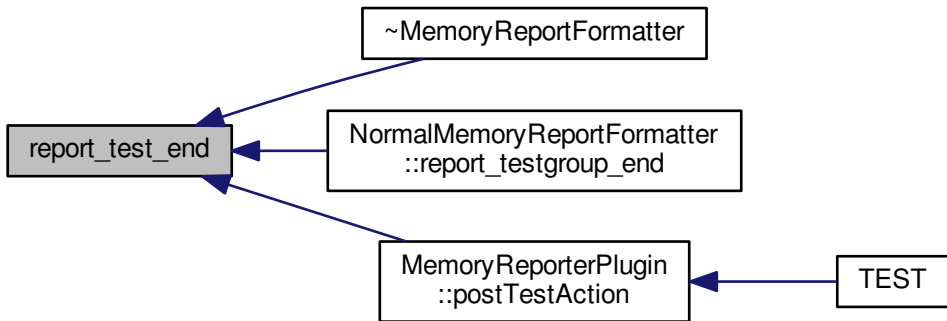 ~MemoryReportFormatter
report_test_end
NormalMemoryReportFormatter
::report_testgroup_end
MemoryReporterPlugin
::postTestAction
TEST